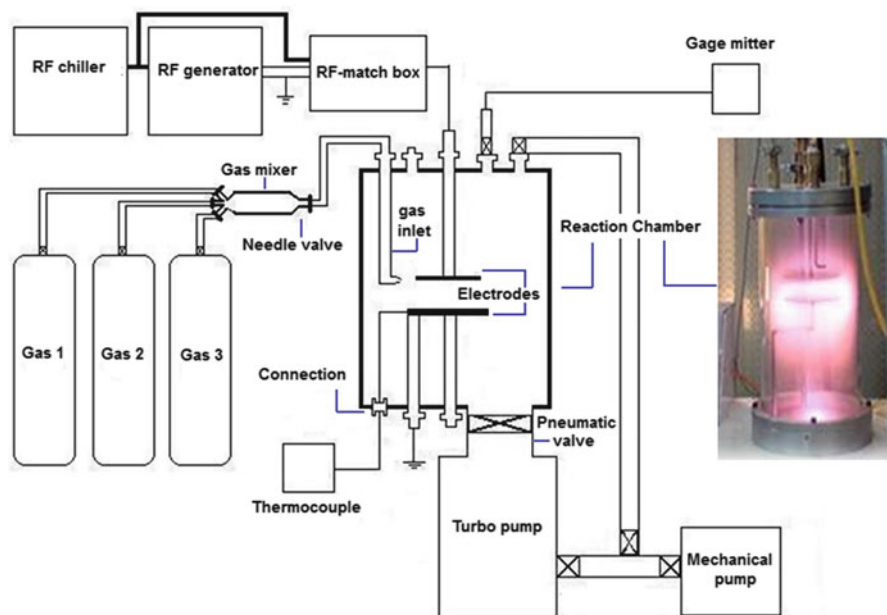 RF chiller
RF generator
RF-match box
Gage mitter
Gas mixer
Needle valve
gas
inlet
Reaction Chamber
Electrodes
Gas 1
Gas 2
Gas 3
Connection
Pneumatic
valve
Thermocouple
Turbo pump
Mechanical
pump